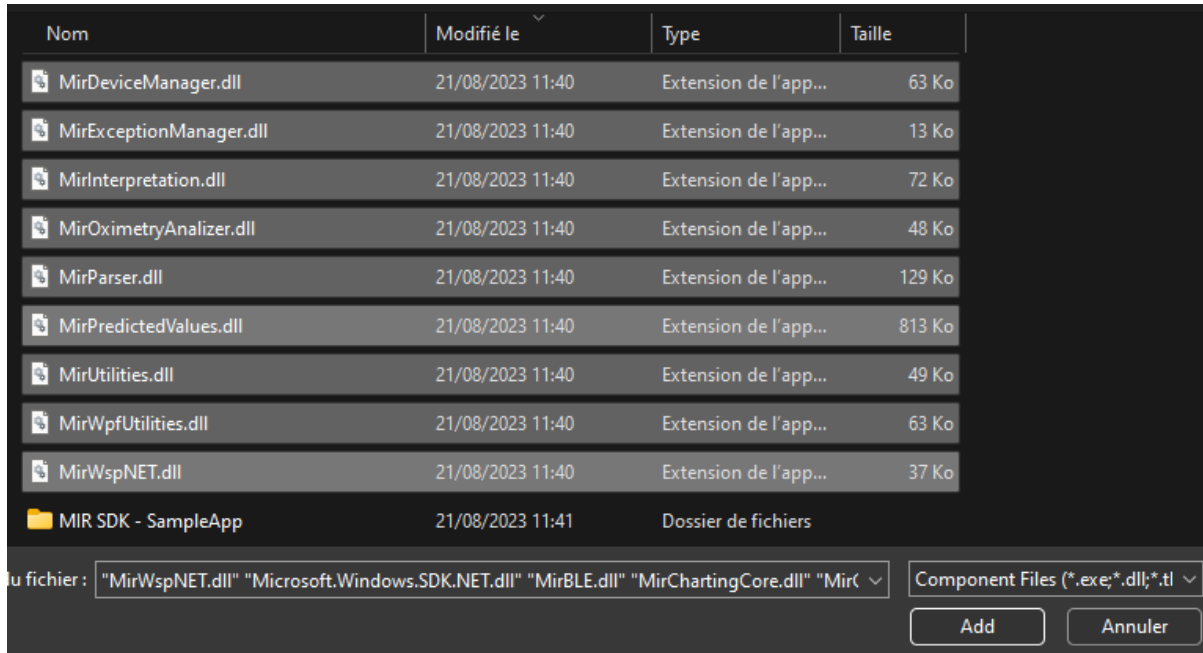 Nom Modifié le Type Taille
MirDeviceManager.dll 21/08/2023 11:40 Extension de l'app... 63 Ko
MirExceptionManager.dll 21/08/2023 11:40 Extension de l'app... 13 Ko
MirInterpretation.dll 21/08/2023 11:40 Extension de l'app... 72 Ko
MirOximetryAnalizer.dll 21/08/2023 11:40 Extension de l'app... 48 Ko
MirParser.dll 21/08/2023 11:40 Extension de l'app... 129 Ko
MirPredictedValues.dll 21/08/2023 11:40 Extension de l'app... 813 Ko
MirUtilities.dll 21/08/2023 11:40 Extension de l'app... 49 Ko
MirWpfUtilities.dll 21/08/2023 11:40 Extension de l'app... 63 Ko
MirWspNET.dll 21/08/2023 11:40 Extension de l'app... 37 Ko
MIR SDK - SampleApp 21/08/2023 11:41 Dossier de fichiers
du fichier : "MirWspNET.dll" "Microsoft.Windows.SDK.NET.dll" "MirBLE.dll" "MirChartingCore.dll" "Mir Component Files (*.exe;*.dll;*.tl
Add Annuler